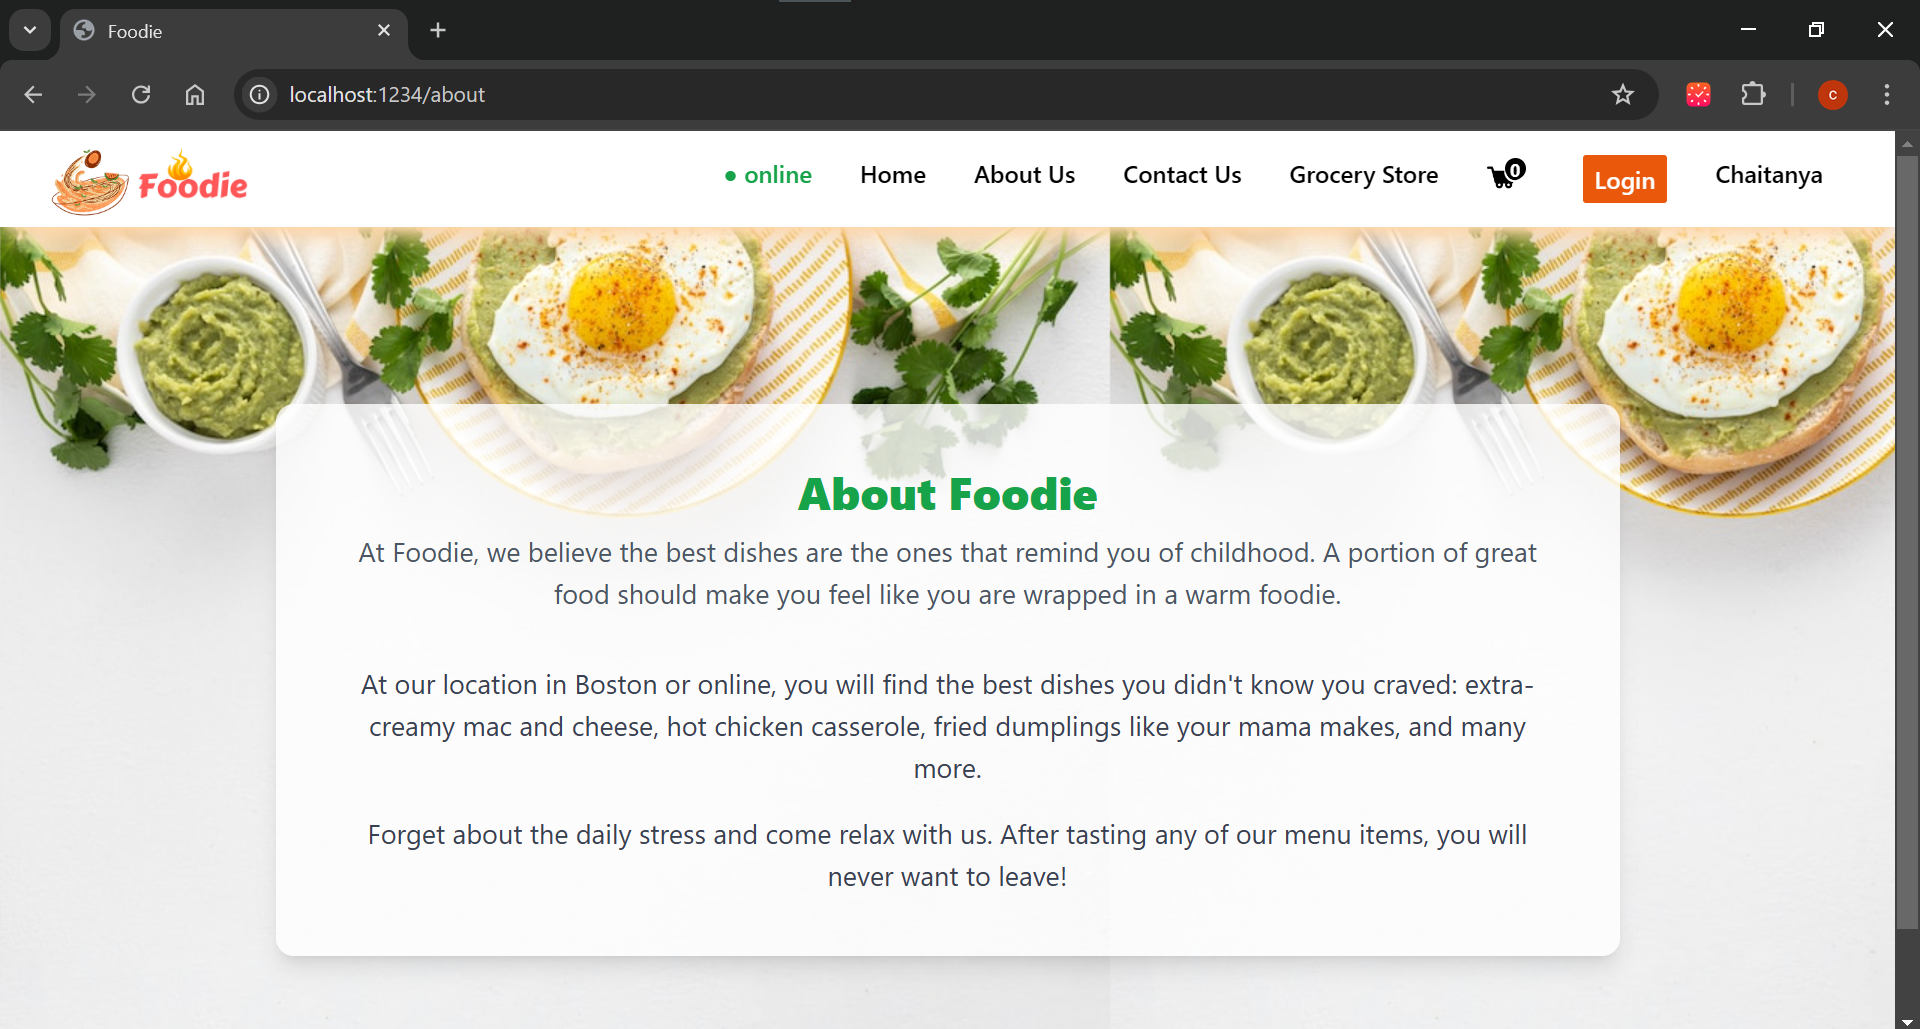 Foodie
localhost:1234/about
c
Foodie
online
Home
About Us
Contact Us
Grocery Store
0
Login
Chaitanya
About Foodie
At Foodie, we believe the best dishes are the ones that remind you of childhood. A portion of great
food should make you feel like you are wrapped in a warm foodie.
At our location in Boston or online, you will find the best dishes you didn't know you craved: extra-
creamy mac and cheese, hot chicken casserole, fried dumplings like your mama makes, and many
more.
Forget about the daily stress and come relax with us. After tasting any of our menu items, you will
never want to leave!